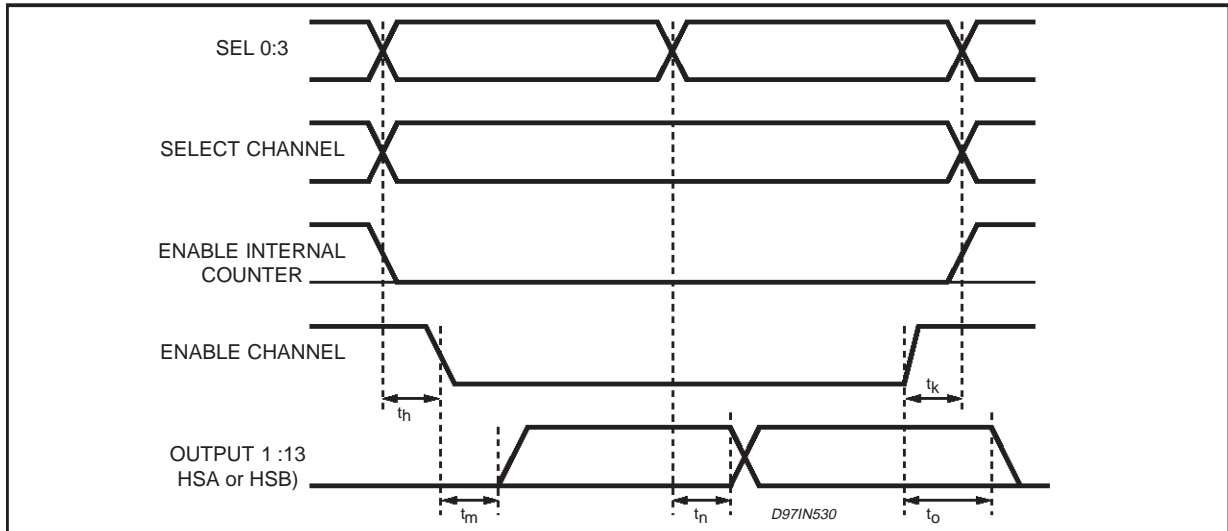 SEL 0:3
SELECT CHANNEL
ENABLE INTERNAL
COUNTER
ENABLE CHANNEL
th
tk
OUTPUT 1 :13
HSA or HSB)
tm
tn
D97IN530
to